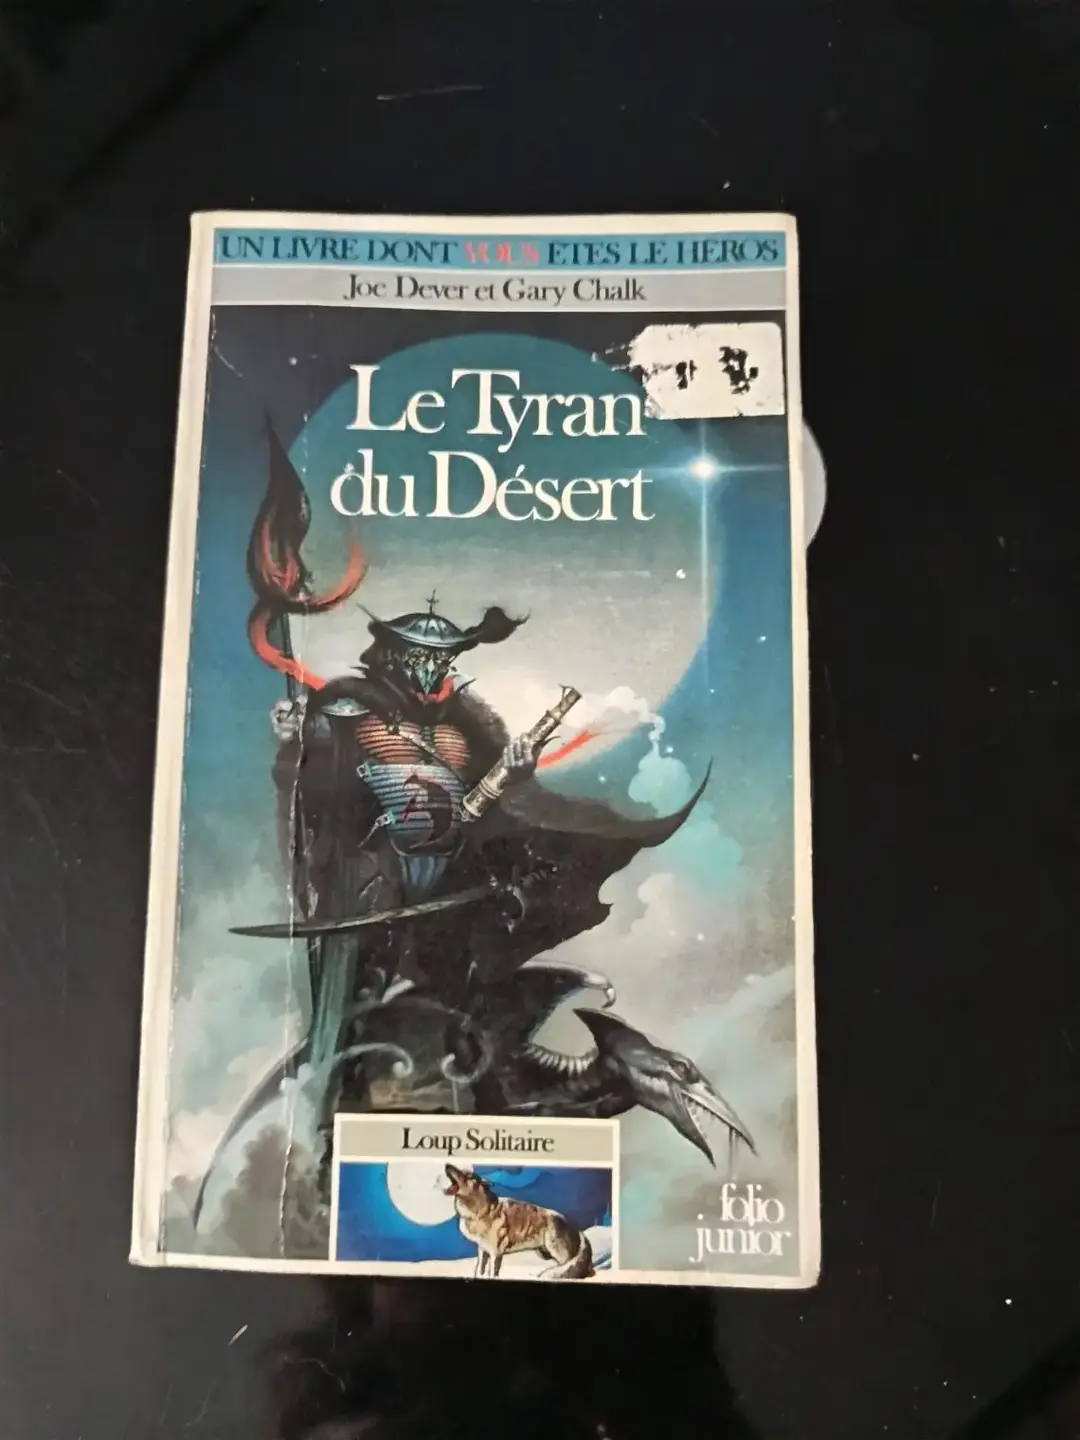 UN LIVRE DONT VOUS ETES LE HEROS
Joe Dever et Gary Chalk
Le Tyran
du Désert
Loup Solitaire
folio
junior